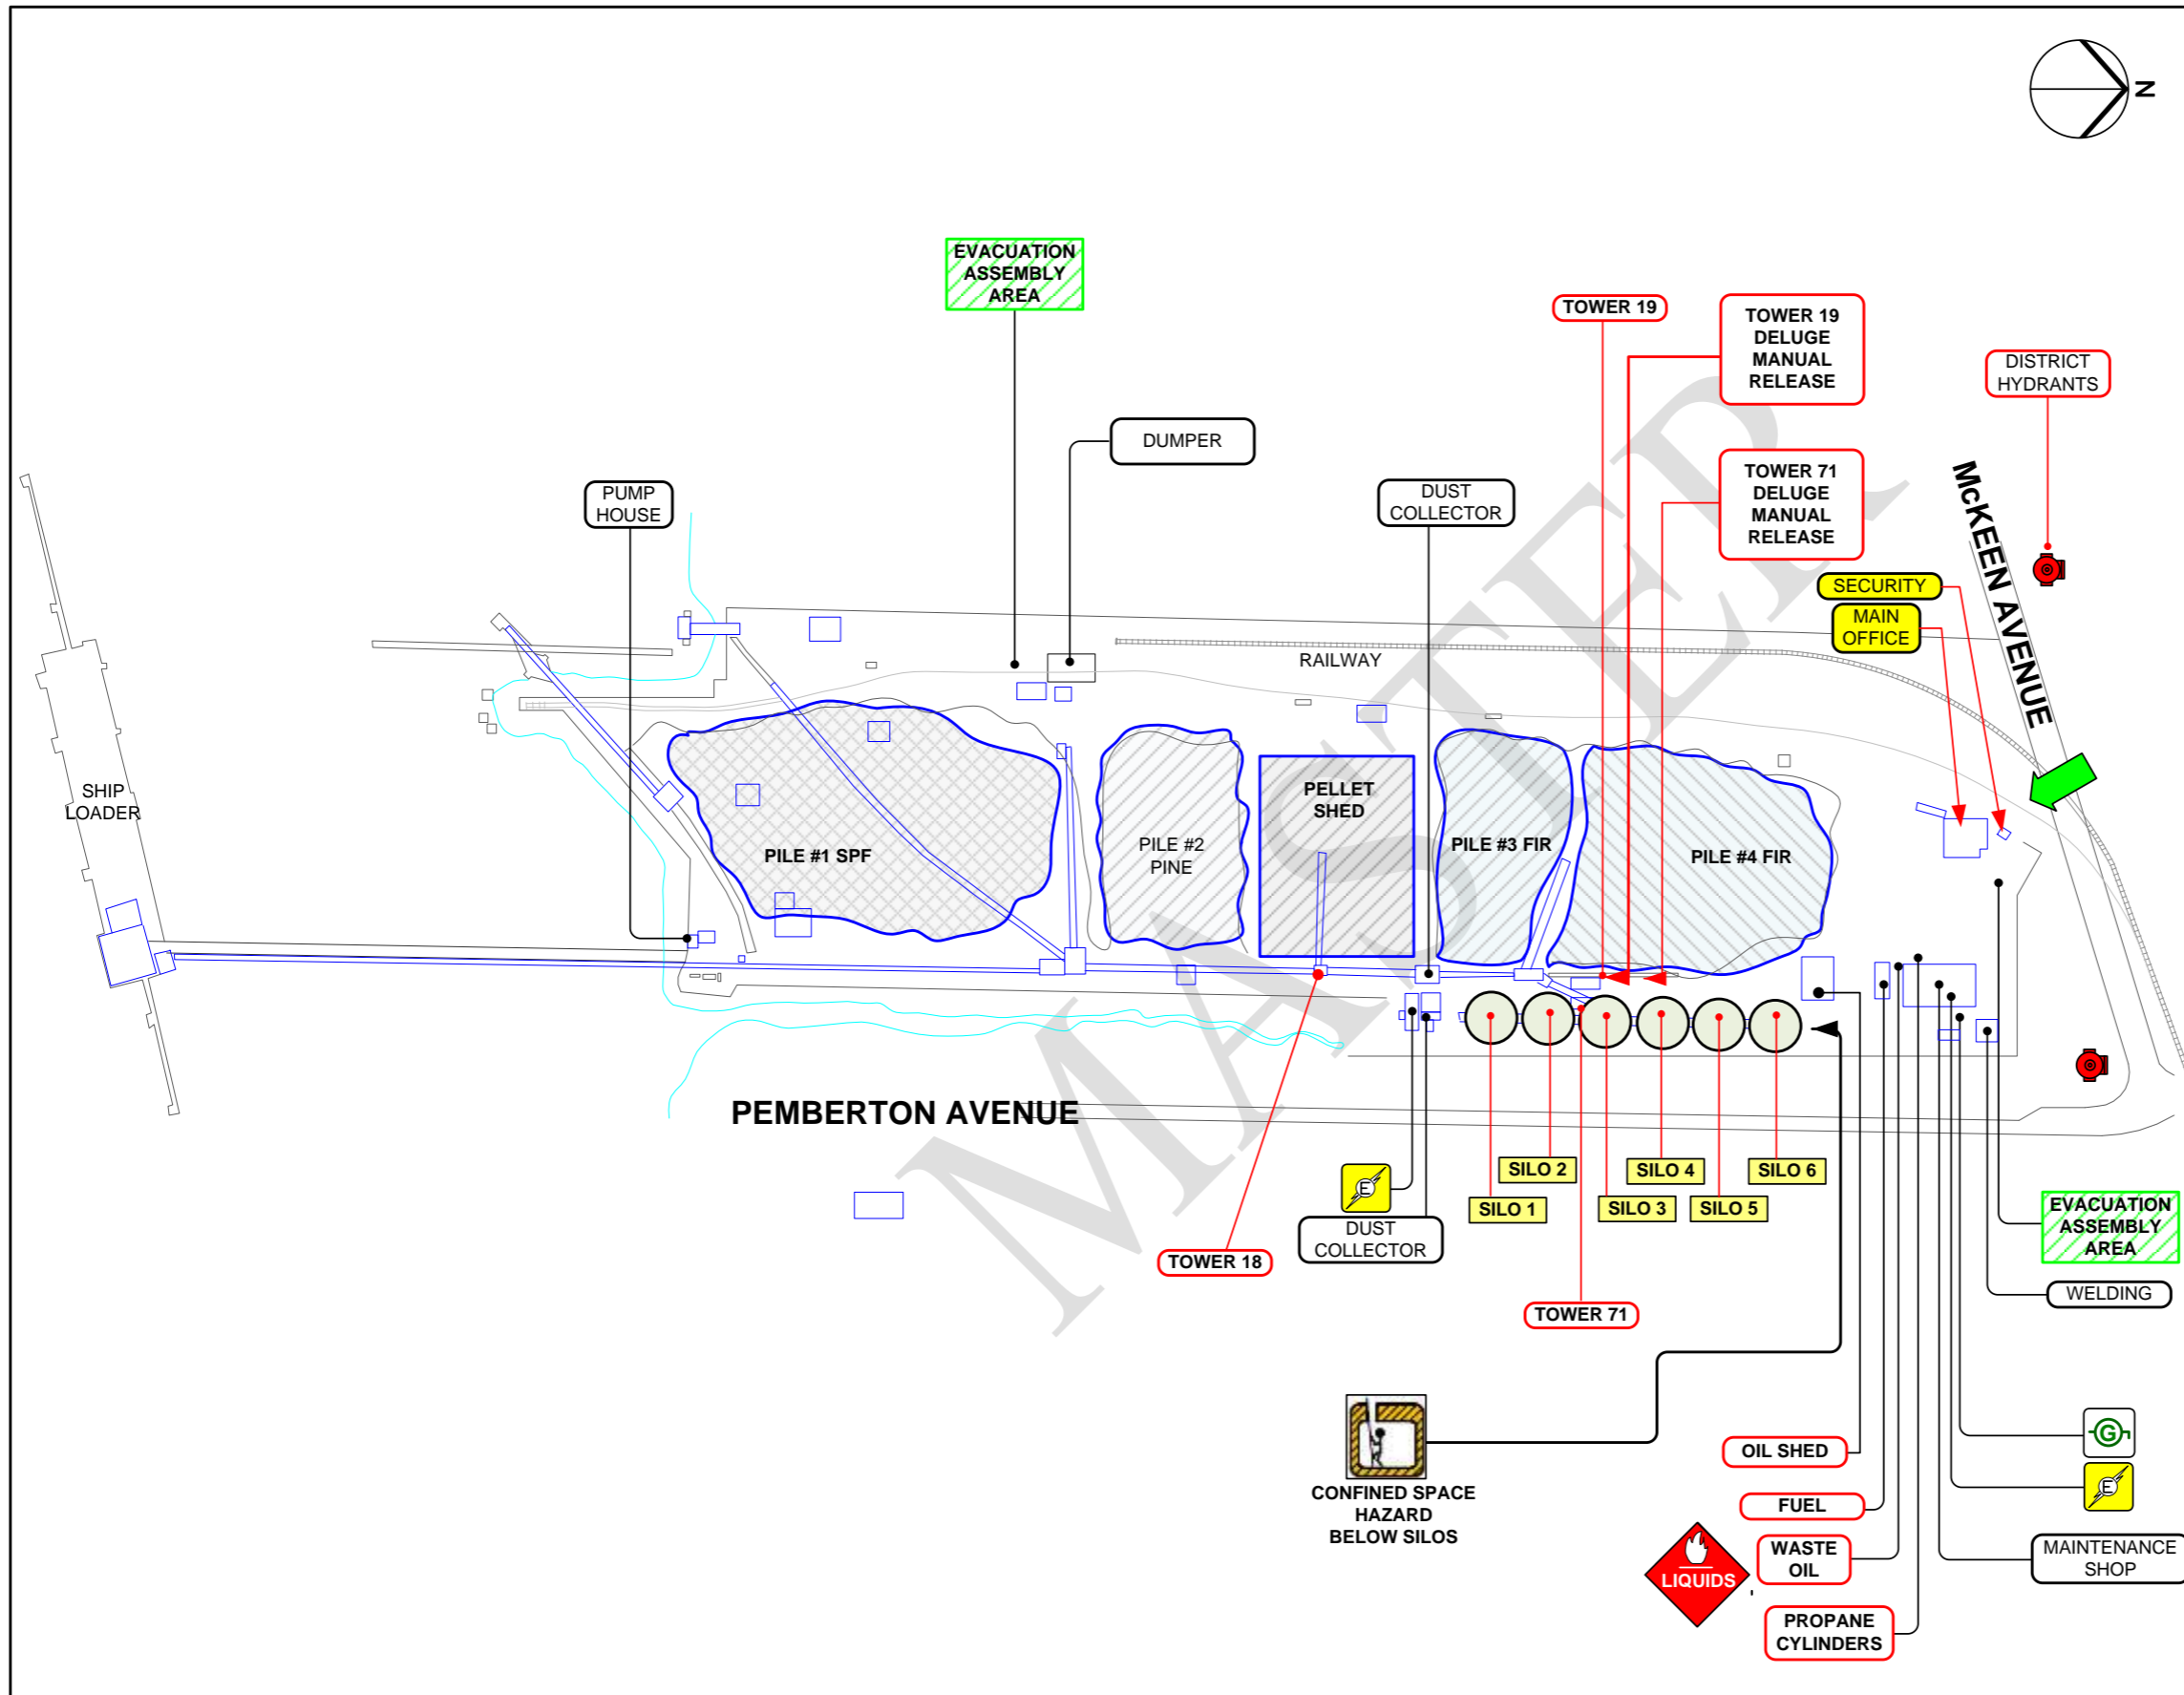 N
EVACUATION
ASSEMBLY
AREA
TOWER 19
TOWER 19
DELUGE
MANUAL
RELEASE
DISTRICT
HYDRANTS
DUMPER
TOWER 71
DELUGE
MANUAL
RELEASE
PUMP
HOUSE
DUST
COLLECTOR
McKEEN AVENUE
SECURITY
MAIN
OFFICE
RAILWAY
SHIP
LOADER
PELLET
SHED
PILE #1 SPF
PILE #2
PINE
PILE #3 FIR
PILE #4 FIR
MASTER
PEMBERTON AVENUE
E
SILO 2
SILO 4
SILO 6
SILO 1
SILO 3
SILO 5
DUST
COLLECTOR
TOWER 18
TOWER 71
EVACUATION
ASSEMBLY
AREA
WELDING
CONFINED SPACE
HAZARD
BELOW SILOS
OIL SHED
G
FUEL
E
WASTE
OIL
LIQUIDS
MAINTENANCE
SHOP
PROPANE
CYLINDERS